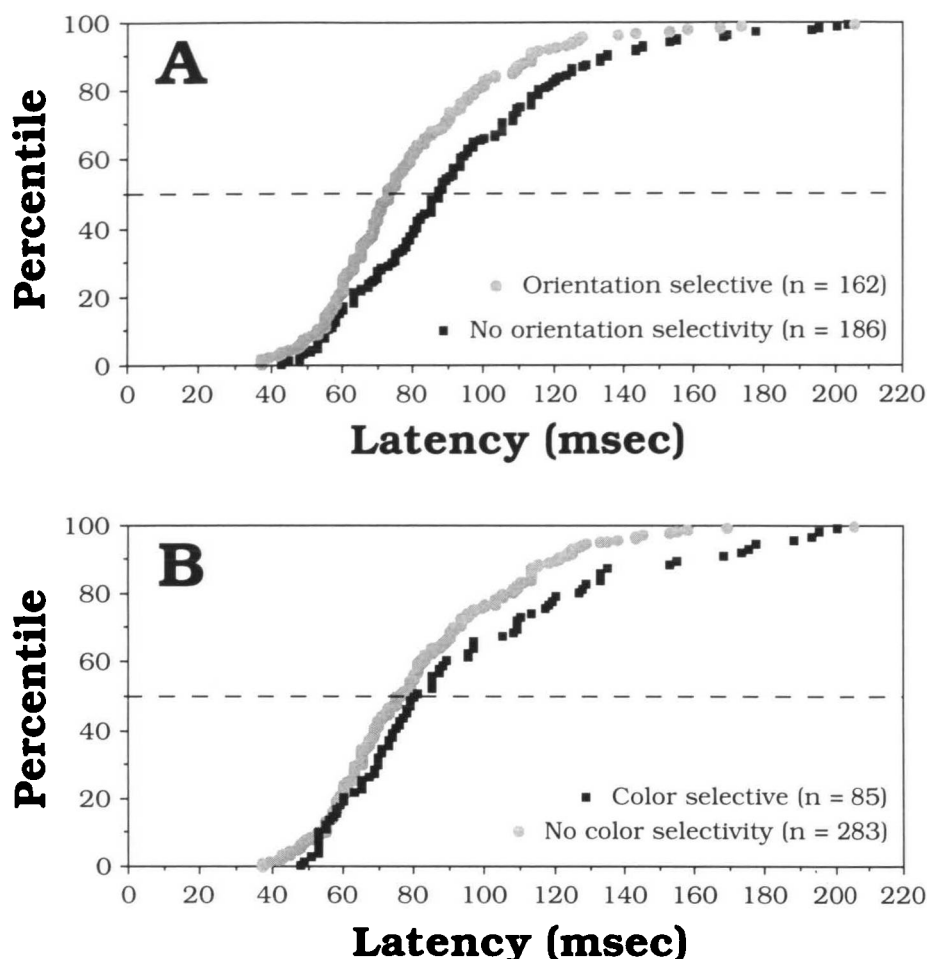 A
Percentile
100
80
60
40
20
0
Orientation selective (n = 162)
No orientation selectivity (n = 186)
0 20 40 60 80 100 120 140 160 180 200 220
Latency (msec)
B
Percentile
100
80
60
40
20
0
Color selective (n = 85)
No color selectivity (n = 283)
0 20 40 60 80 100 120 140 160 180 200 220
Latency (msec)